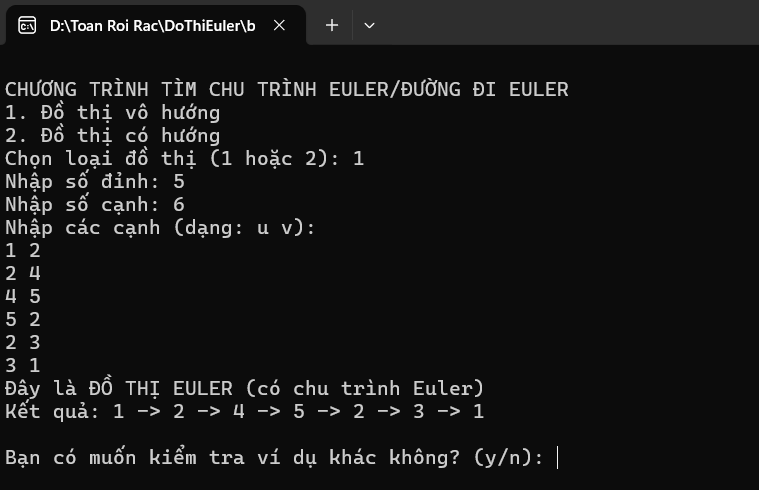 D:\Toan Roi Rac\DoThiEuler\b
CHƯƠNG TRÌNH TÌM CHU TRÌNH EULER/ĐƯỜNG ĐI EULER
1. Đồ thị vô hướng
2. Đồ thị có hướng
Chọn loại đồ thị (1 hoặc 2): 1
Nhập số đỉnh: 5
Nhập số cạnh: 6
Nhập các cạnh (dạng: u v):
1 2
2 4
4 5
5 2
2 3
3 1
Đây là ĐỒ THỊ EULER (có chu trình Euler)
Kết quả: 1 -> 2 -> 4 -> 5 -> 2 -> 3 -> 1
Bạn có muốn kiểm tra ví dụ khác không? (y/n):